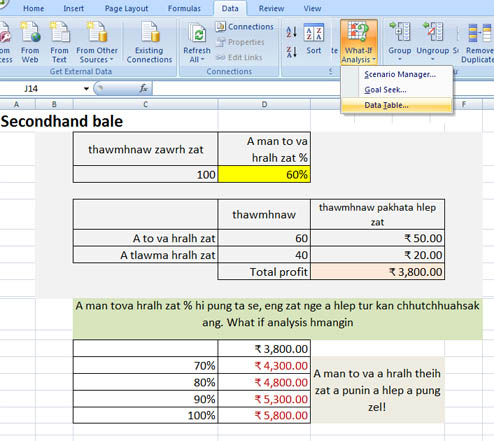 Home Insert Page Layout Formulas Data Review View
From Web From Text From Other Sources Existing Connections Refresh All Connections Properties Edit Links Sort What-If Analysis Group Ungroup Remove
Get External Data Connections
Scenario Manager...
Goal Seek...
Data Table...
J14 fx
A B C D E F
Secondhand bale
thawmhnaw zawrh zat A man to va hralh zat %
100 60%
thawmhnaw thawmhnaw pakhata hlep zat
A to va hralh zat 60 ₹ 50.00
A tlawma hralh zat 40 ₹ 20.00
Total profit ₹ 3,800.00
A man tova hralh zat % hi pung ta se, eng zat nge a hlep tur kan chhutchhuahsak
ang. What if analysis hmangin
₹ 3,800.00
70% ₹ 4,300.00
80% ₹ 4,800.00
90% ₹ 5,300.00
100% ₹ 5,800.00
A man to va a hralh theih
zat a punin a hlep a pung
zel!